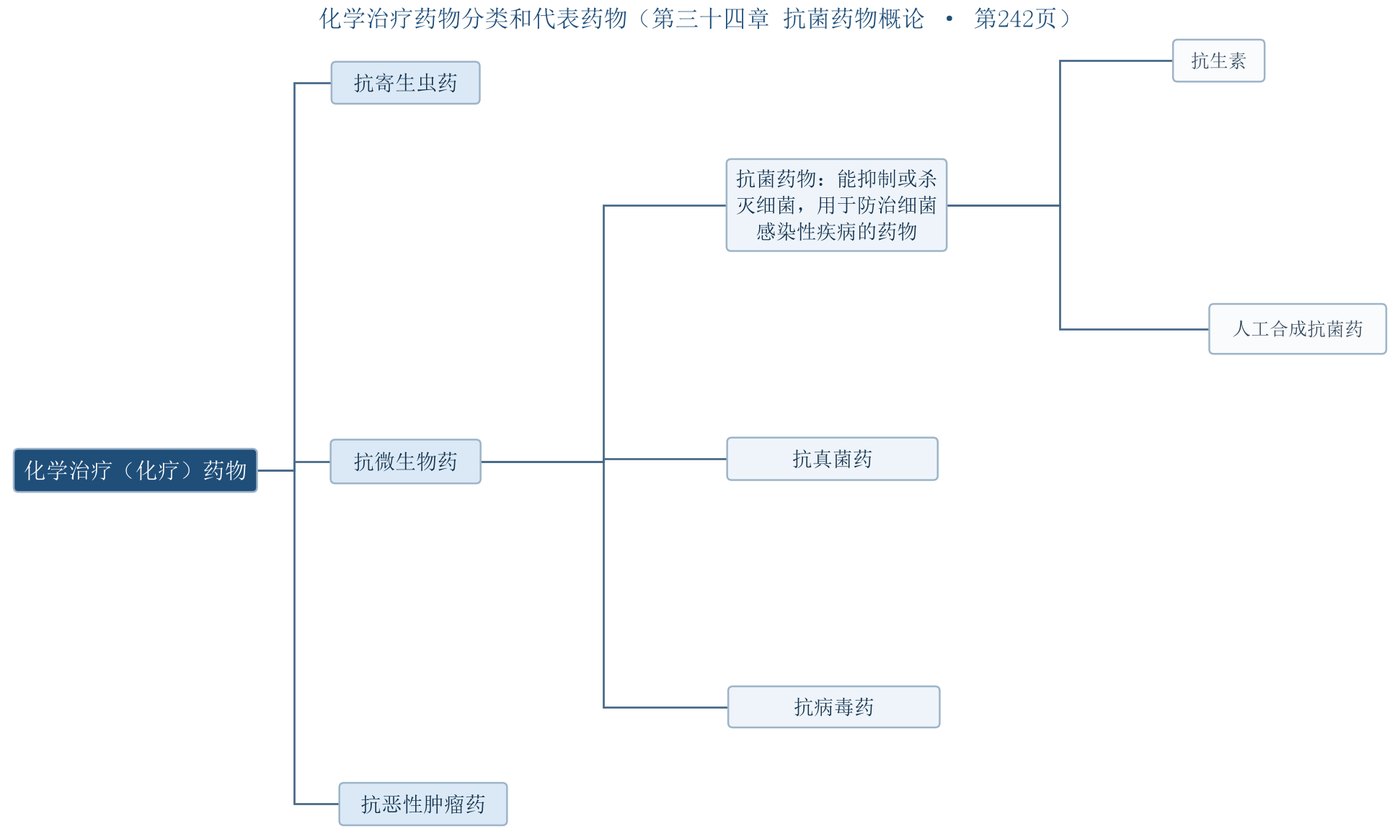 化学治疗药物分类和代表药物（第三十四章 抗菌药物概论 • 第242页）
抗寄生虫药
抗生素
抗菌药物：能抑制或杀
灭细菌，用于防治细菌
感染性疾病的药物
人工合成抗菌药
化学治疗（化疗）药物
抗微生物药
抗真菌药
抗病毒药
抗恶性肿瘤药